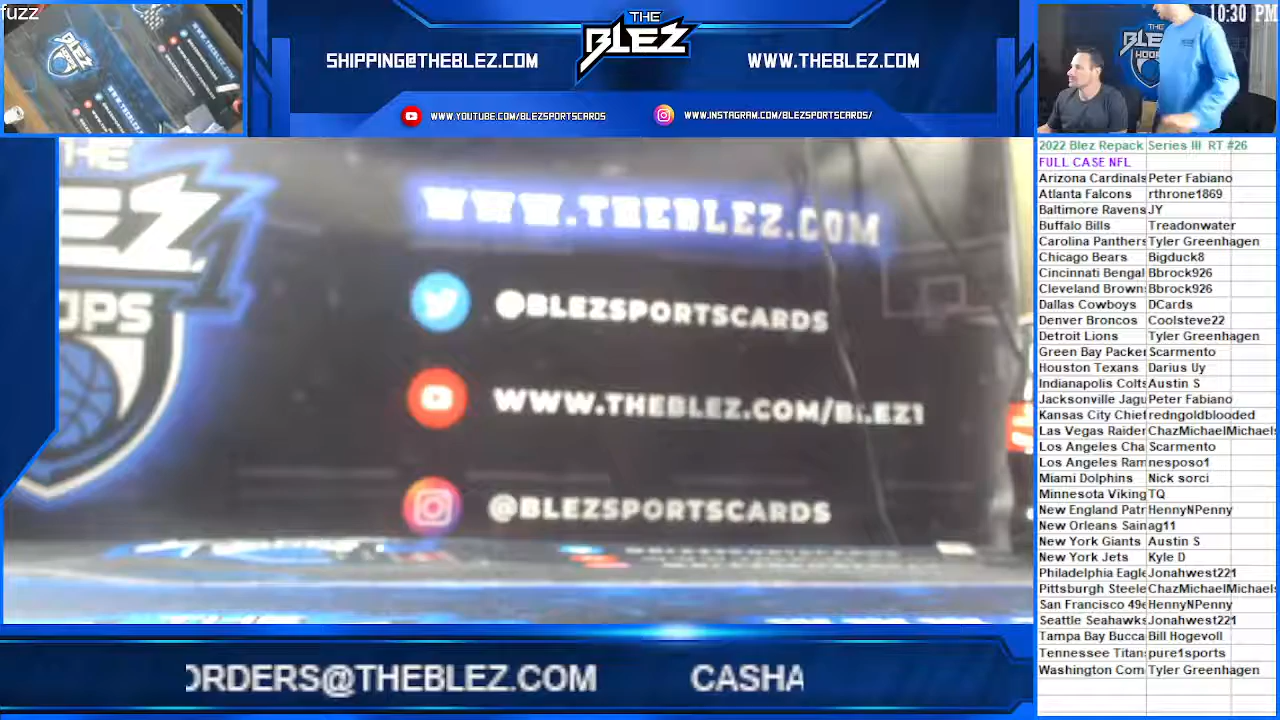 fuzz
THE
BLEZ
SHIPPING@THEBLEZ.COM
WWW.THEBLEZ.COM
WWW.YOUTUBE.COM/BLEZSPORTSCARDS
WWW.INSTAGRAM.COM/BLEZSPORTSCARDS/
10:30 PM
THE
WWW.THEBLEZ.COM
@BLEZSPORTSCARDS
WWW.THEBLEZ.COM/BLEZ1
@BLEZSPORTSCARDS
2022 Blez Repack Series III RT #26
FULL CASE NFL
Arizona Cardinals Peter Fabiano
Atlanta Falcons rthrone1869
Baltimore Ravens JY
Buffalo Bills Treadonwater
Carolina Panthers Tyler Greenhagen
Chicago Bears Bigduck8
Cincinnati Bengal Bbrock926
Cleveland Browns Bbrock926
Dallas Cowboys DCards
Denver Broncos Coolsteve22
Detroit Lions Tyler Greenhagen
Green Bay Packer Scarmento
Houston Texans Darius Uy
Indianapolis Colts Austin S
Jacksonville Jagu Peter Fabiano
Kansas City Chief redngoldblooded
Las Vegas Raider ChazMichaelMichaels
Los Angeles Cha Scarmento
Los Angeles Ram nesposo1
Miami Dolphins Nick sorci
Minnesota Viking TQ
New England Patr HennyNPenny
New Orleans Sain ag11
New York Giants Austin S
New York Jets Kyle D
Philadelphia Eagle Jonahwest221
Pittsburgh Steele ChazMichaelMichaels
San Francisco 49e HennyNPenny
Seattle Seahawks Jonahwest221
Tampa Bay Bucca Bill Hogevoll
Tennessee Titan pure1sports
Washington Com Tyler Greenhagen
ORDERS@THEBLEZ.COM CASHA